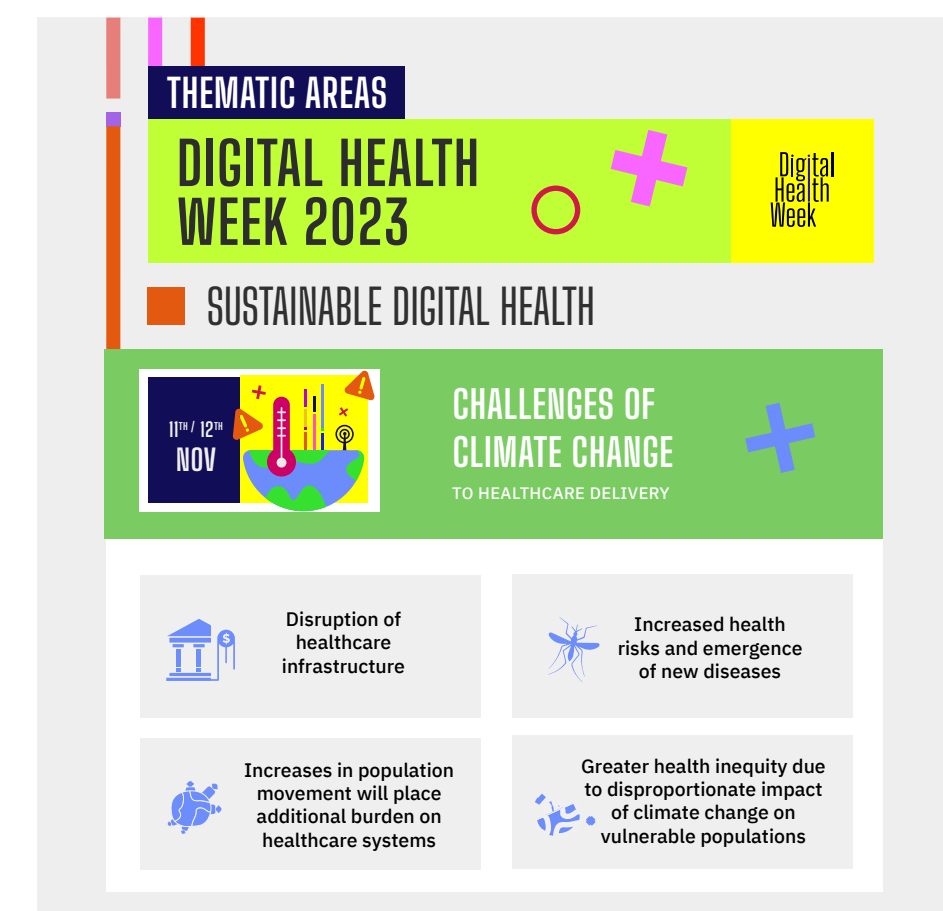 THEMATIC AREAS
DIGITAL HEALTH
WEEK 2023
Digital
Health
Week
SUSTAINABLE DIGITAL HEALTH
11TH / 12TH
NOV
CHALLENGES OF
CLIMATE CHANGE
TO HEALTHCARE DELIVERY
Disruption of
healthcare
infrastructure
$
Increased health
risks and emergence
of new diseases
Increases in population
movement will place
additional burden on
healthcare systems
Greater health inequity due
to disproportionate impact
of climate change on
vulnerable populations